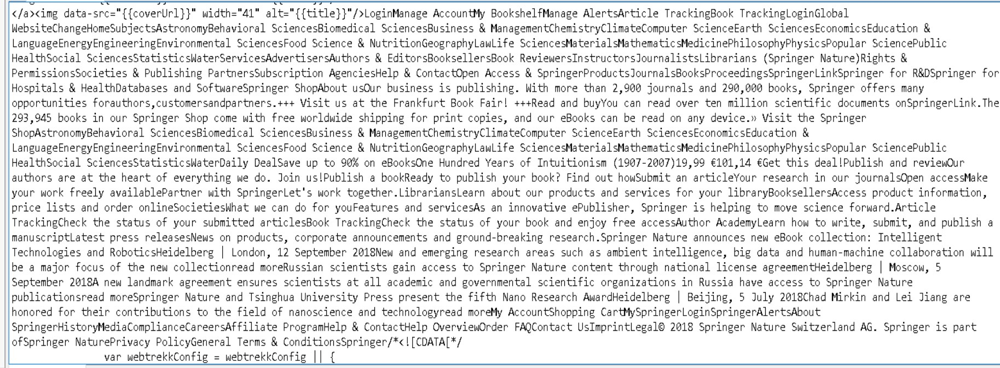 </a><img data-src="{{coverUrl}}" width="41" alt="{{title}}"/>LoginManage AccountMy BookshelfManage AlertsArticle TrackingBook TrackingLoginGlobal
WebsiteChangeHomeSubjectsAstronomyBehavioral SciencesBiomedical SciencesBusiness & ManagementChemistryClimateComputer ScienceEarth SciencesEconomicsEducation &
LanguageEnergyEngineeringEnvironmental SciencesFood Science & NutritionGeographyLawLife SciencesMaterialsMathematicsMedicinePhilosophyPhysicsPopular SciencePublic
HealthSocial SciencesStatisticsWaterServicesAdvertisersAuthors & EditorsBooksellersBook ReviewersInstructorsJournalistsLibrarians (Springer Nature)Rights &
PermissionsSocieties & Publishing PartnersSubscription AgenciesHelp & ContactOpen Access & SpringerProductsJournalsBooksProceedingsSpringerLinkSpringer for R&DSpringer for
Hospitals & HealthDatabases and SoftwareSpringer ShopAbout usOur business is publishing. With more than 2,900 journals and 290,000 books, Springer offers many
opportunities forauthors,customersandpartners.+++ Visit us at the Frankfurt Book Fair! +++Read and buyYou can read over ten million scientific documents onSpringerLink.The
293,945 books in our Springer Shop come with free worldwide shipping for print copies, and our eBooks can be read on any device.» Visit the Springer
ShopAstronomyBehavioral SciencesBiomedical SciencesBusiness & ManagementChemistryClimateComputer ScienceEarth SciencesEconomicsEducation &
LanguageEnergyEngineeringEnvironmental SciencesFood Science & NutritionGeographyLawLife SciencesMaterialsMathematicsMedicinePhilosophyPhysicsPopular SciencePublic
HealthSocial SciencesStatisticsWaterDaily DealSave up to 90% on eBooksOne Hundred Years of Intuitionism (1907-2007)19,99 €101,14 €Get this deal!Publish and reviewOur
authors are at the heart of everything we do. Join us!Publish a bookReady to publish your book? Find out howSubmit an articleYour research in our journalsOpen accessMake
your work freely availablePartner with SpringerLet's work together.LibrariansLearn about our products and services for your libraryBooksellersAccess product information,
price lists and order onlineSocietiesWhat we can do for youFeatures and servicesAs an innovative ePublisher, Springer is helping to move science forward.Article
TrackingCheck the status of your submitted articlesBook TrackingCheck the status of your book and enjoy free accessAuthor AcademyLearn how to write, submit, and publish a
manuscriptLatest press releasesNews on products, corporate announcements and ground-breaking research.Springer Nature announces new eBook collection: Intelligent
Technologies and RoboticsHeidelberg | London, 12 September 2018New and emerging research areas such as ambient intelligence, big data and human-machine collaboration will
be a major focus of the new collectionread moreRussian scientists gain access to Springer Nature content through national license agreementHeidelberg | Moscow, 5
September 2018A new landmark agreement ensures scientists at all academic and governmental scientific organizations in Russia have access to Springer Nature
publicationsread moreSpringer Nature and Tsinghua University Press present the fifth Nano Research AwardHeidelberg | Beijing, 5 July 2018Chad Mirkin and Lei Jiang are
honored for their contributions to the field of nanoscience and technologyread moreMy AccountShopping CartMySpringerLoginSpringerAlertsAbout
SpringerHistoryMediaComplianceCareersAffiliate ProgramHelp & ContactHelp OverviewOrder FAQContact UsImprintLegal© 2018 Springer Nature Switzerland AG. Springer is part
ofSpringer NaturePrivacy PolicyGeneral Terms & ConditionsSpringer/*<![CDATA[*/
var webtrekkConfig = webtrekkConfig || {